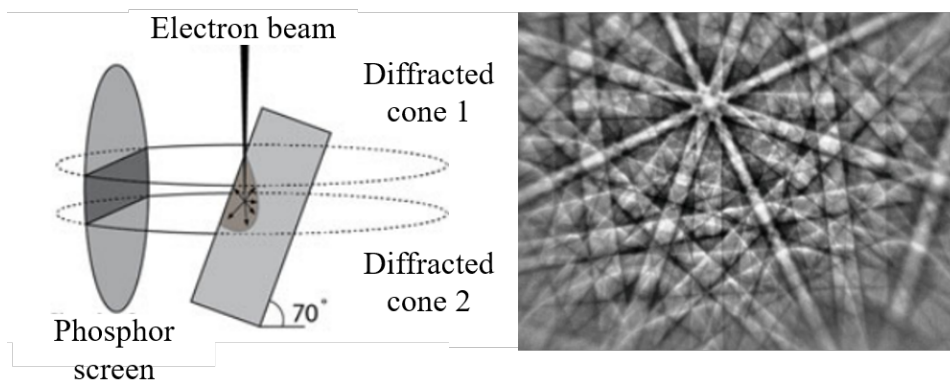 Electron beam
Diffracted
cone 1
Diffracted
cone 2
70°
Phosphor
screen